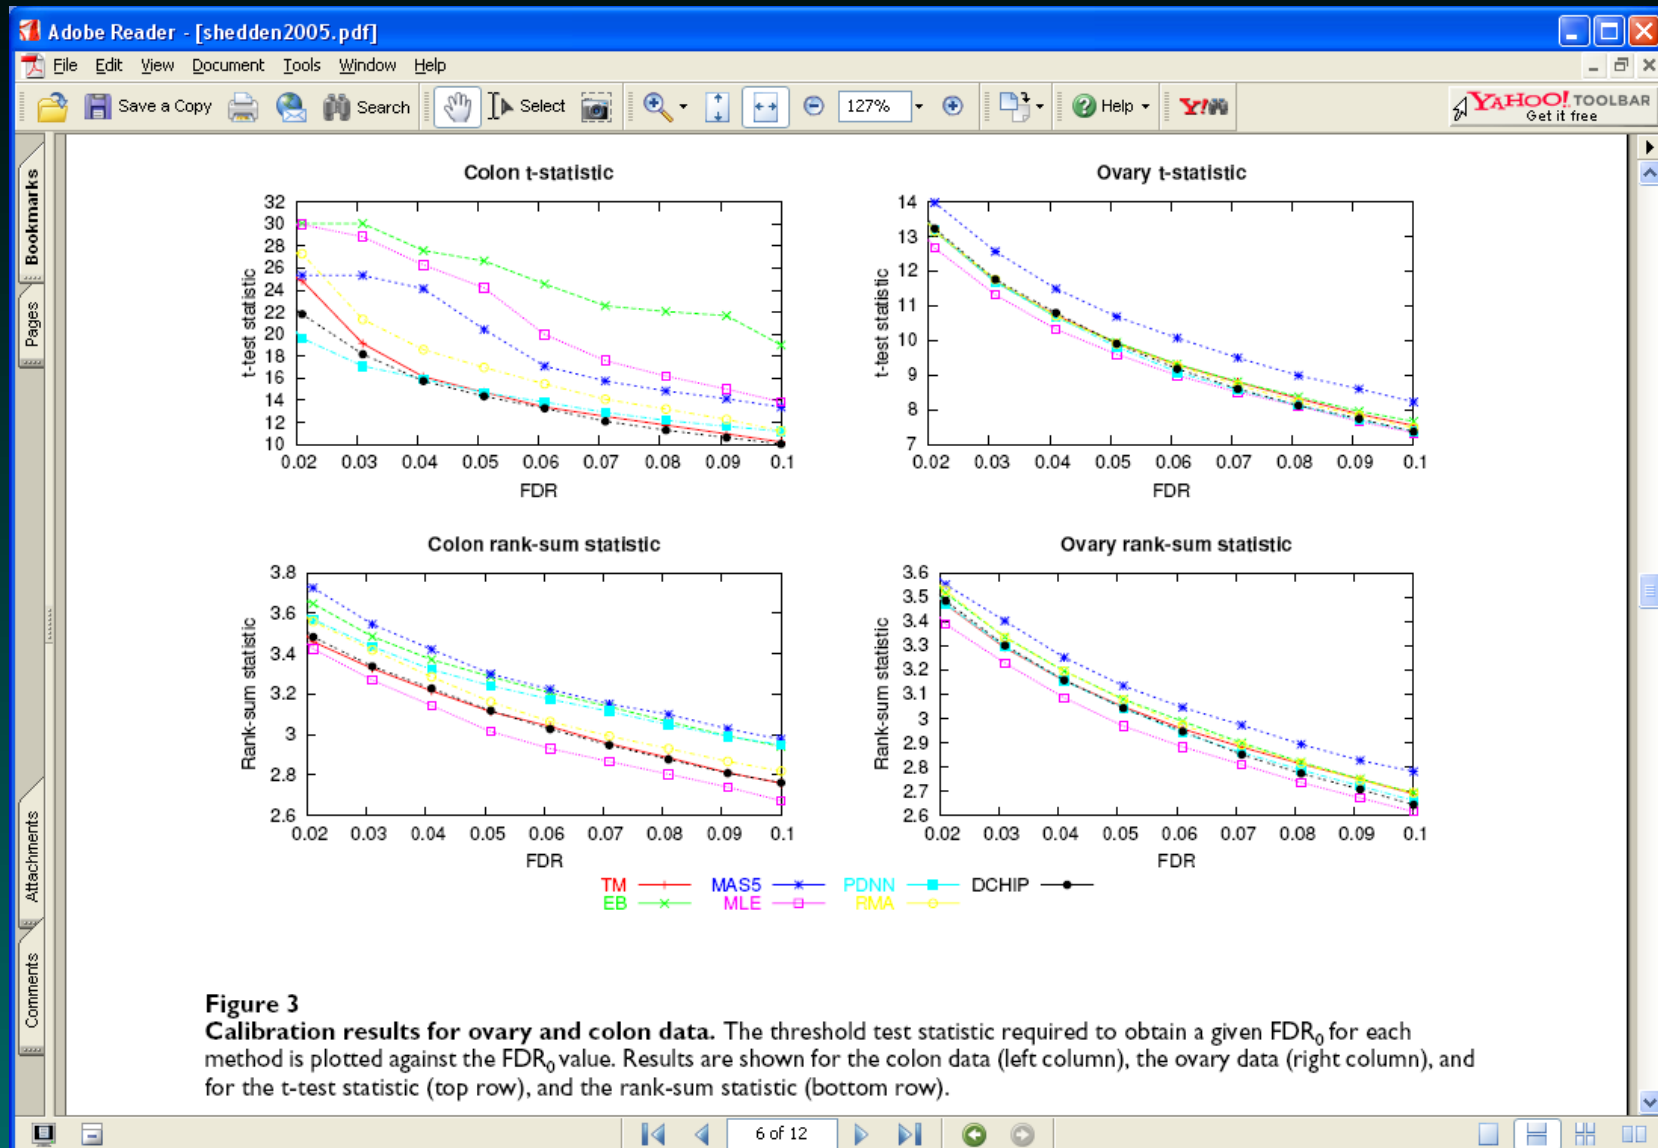 Adobe Reader - [shedden2005.pdf]
File Edit View Document Tools Window Help
Save a Copy Search Select 127% Help Y! YAHOO! TOOLBAR
Get it free
Bookmarks
Pages
Attachments
Comments
Colon t-statistic
32
30
28
26
24
22
20
18
16
14
12
10
t-test statistic
0.02 0.03 0.04 0.05 0.06 0.07 0.08 0.09 0.1
FDR
Ovary t-statistic
14
13
12
11
10
9
8
7
t-test statistic
0.02 0.03 0.04 0.05 0.06 0.07 0.08 0.09 0.1
FDR
Colon rank-sum statistic
3.8
3.6
3.4
3.2
3
2.8
2.6
Rank-sum statistic
0.02 0.03 0.04 0.05 0.06 0.07 0.08 0.09 0.1
FDR
Ovary rank-sum statistic
3.6
3.5
3.4
3.3
3.2
3.1
3
2.9
2.8
2.7
2.6
Rank-sum statistic
0.02 0.03 0.04 0.05 0.06 0.07 0.08 0.09 0.1
FDR
TM MAS5 PDNN DCHIP
EB MLE RMA
Figure 3
Calibration results for ovary and colon data. The threshold test statistic required to obtain a given FDR₀ for each
method is plotted against the FDR₀ value. Results are shown for the colon data (left column), the ovary data (right column), and
for the t-test statistic (top row), and the rank-sum statistic (bottom row).
6 of 12